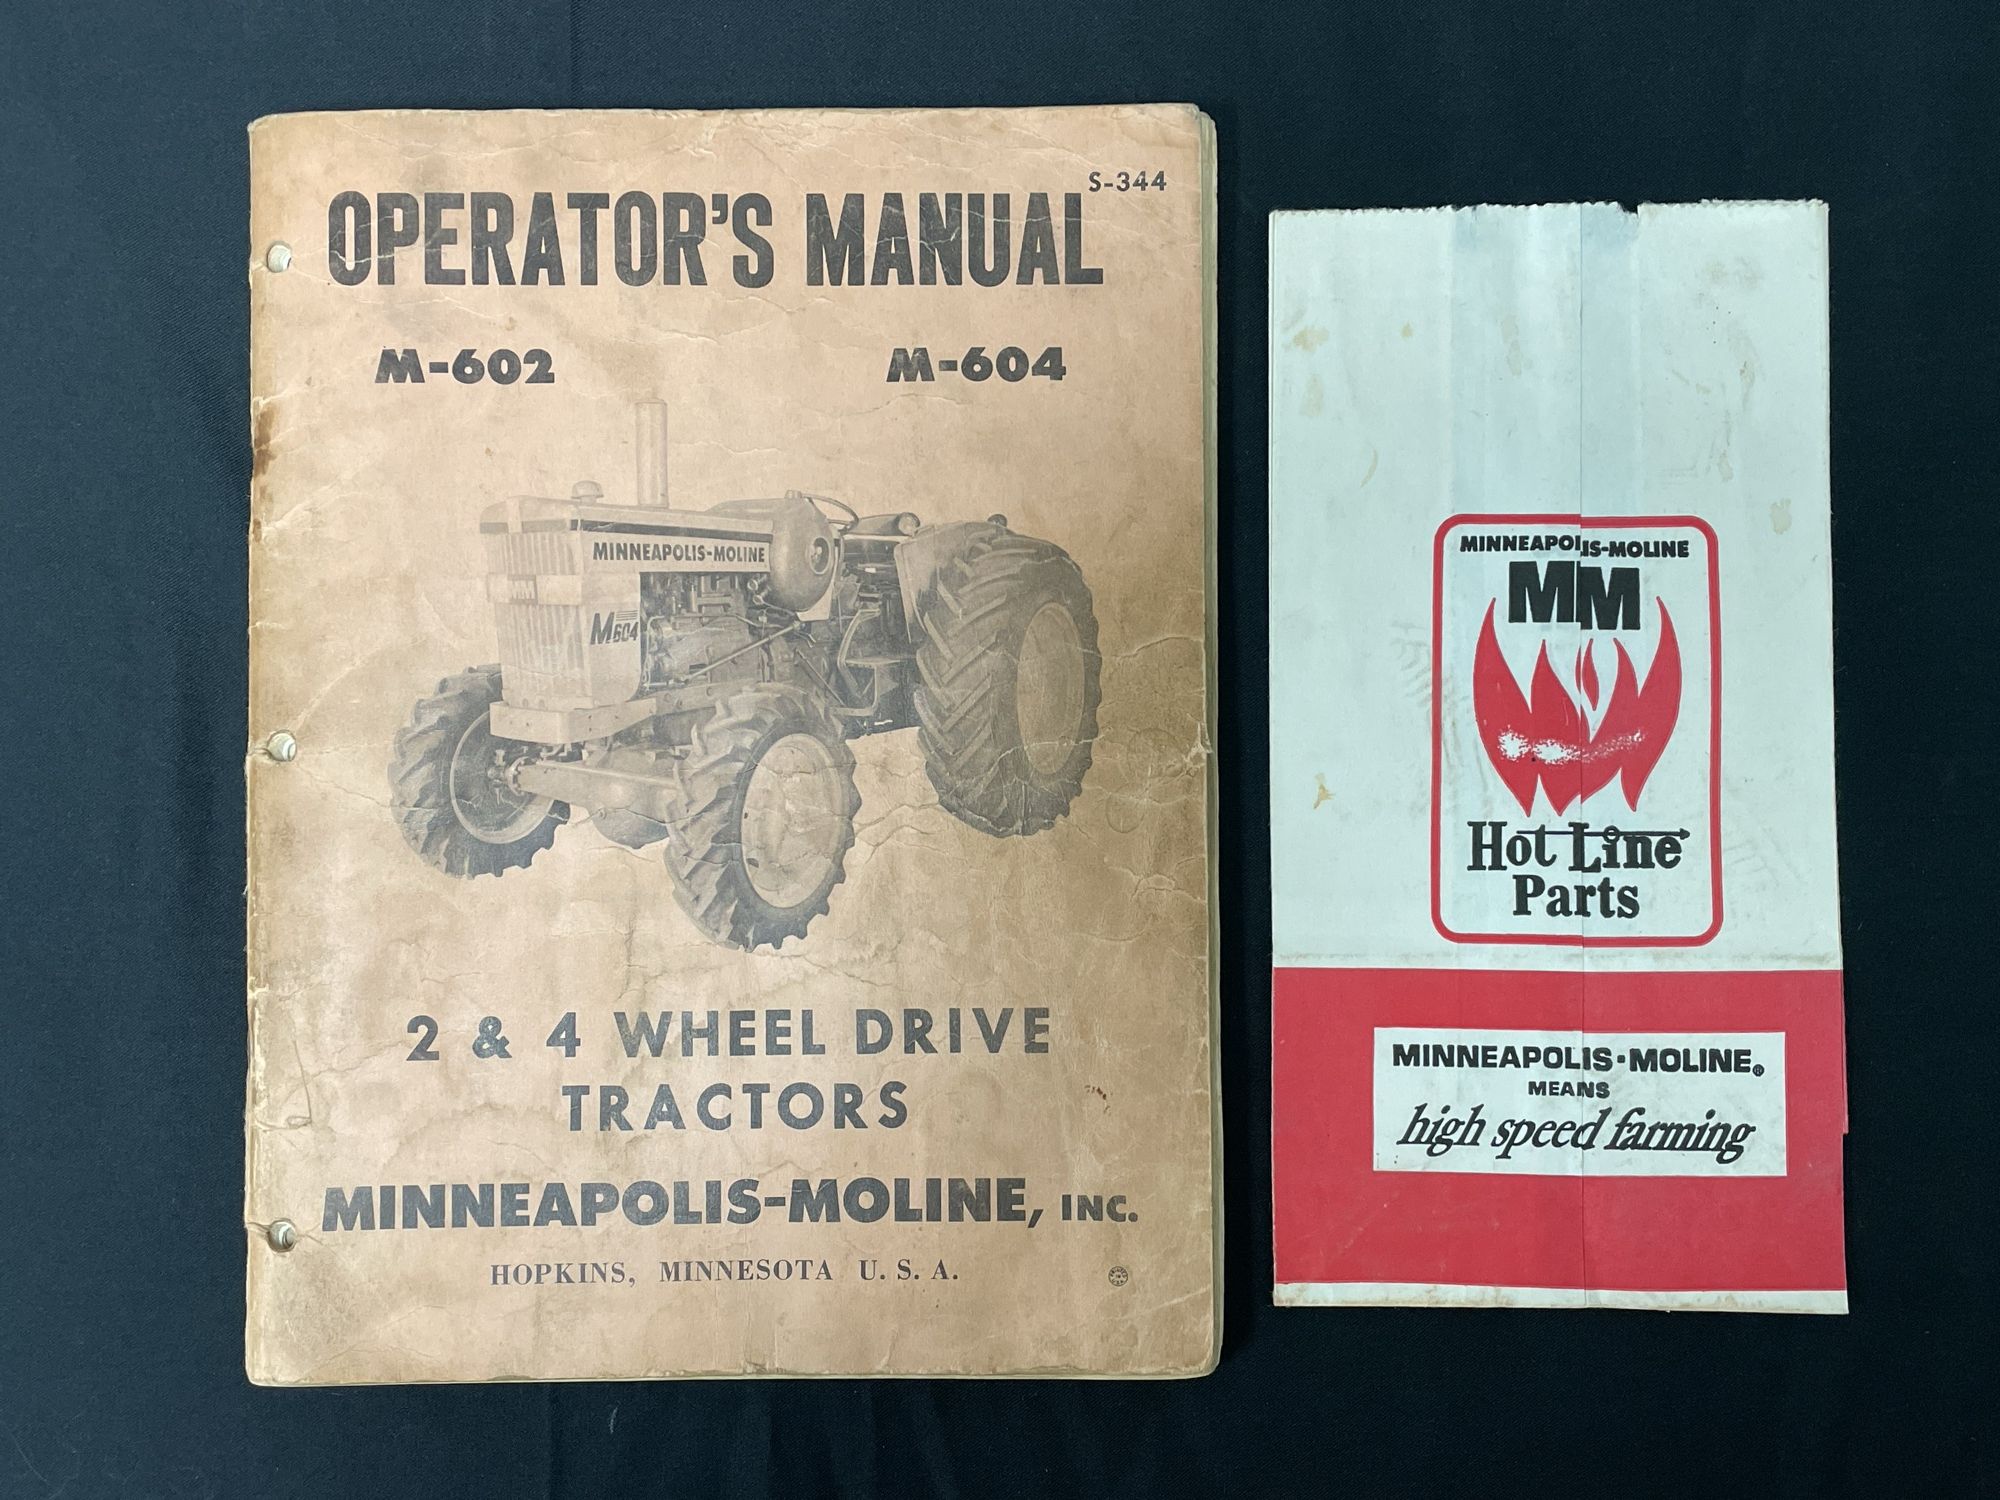 S-344
OPERATOR'S MANUAL
M-602 M-604
MINNEAPOLIS-MOLINE
MM
M604
2 & 4 WHEEL DRIVE
TRACTORS
MINNEAPOLIS-MOLINE, INC.
HOPKINS, MINNESOTA U. S. A.
MINNEAPOLIS-MOLINE
MM
Hot Line
Parts
MINNEAPOLIS-MOLINE®
MEANS
high speed farming